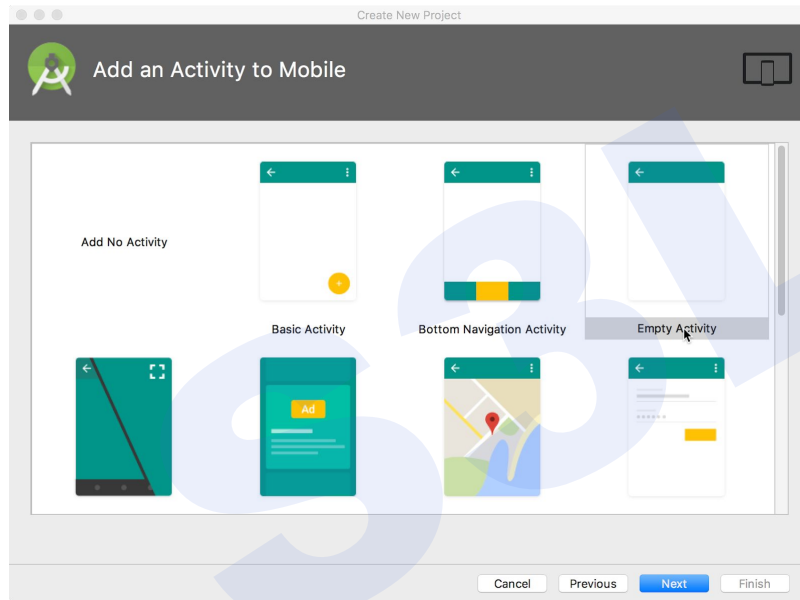 Create New Project
Add an Activity to Mobile
Add No Activity
Basic Activity
Bottom Navigation Activity
Empty Activity
Ad
Cancel
Previous
Next
Finish